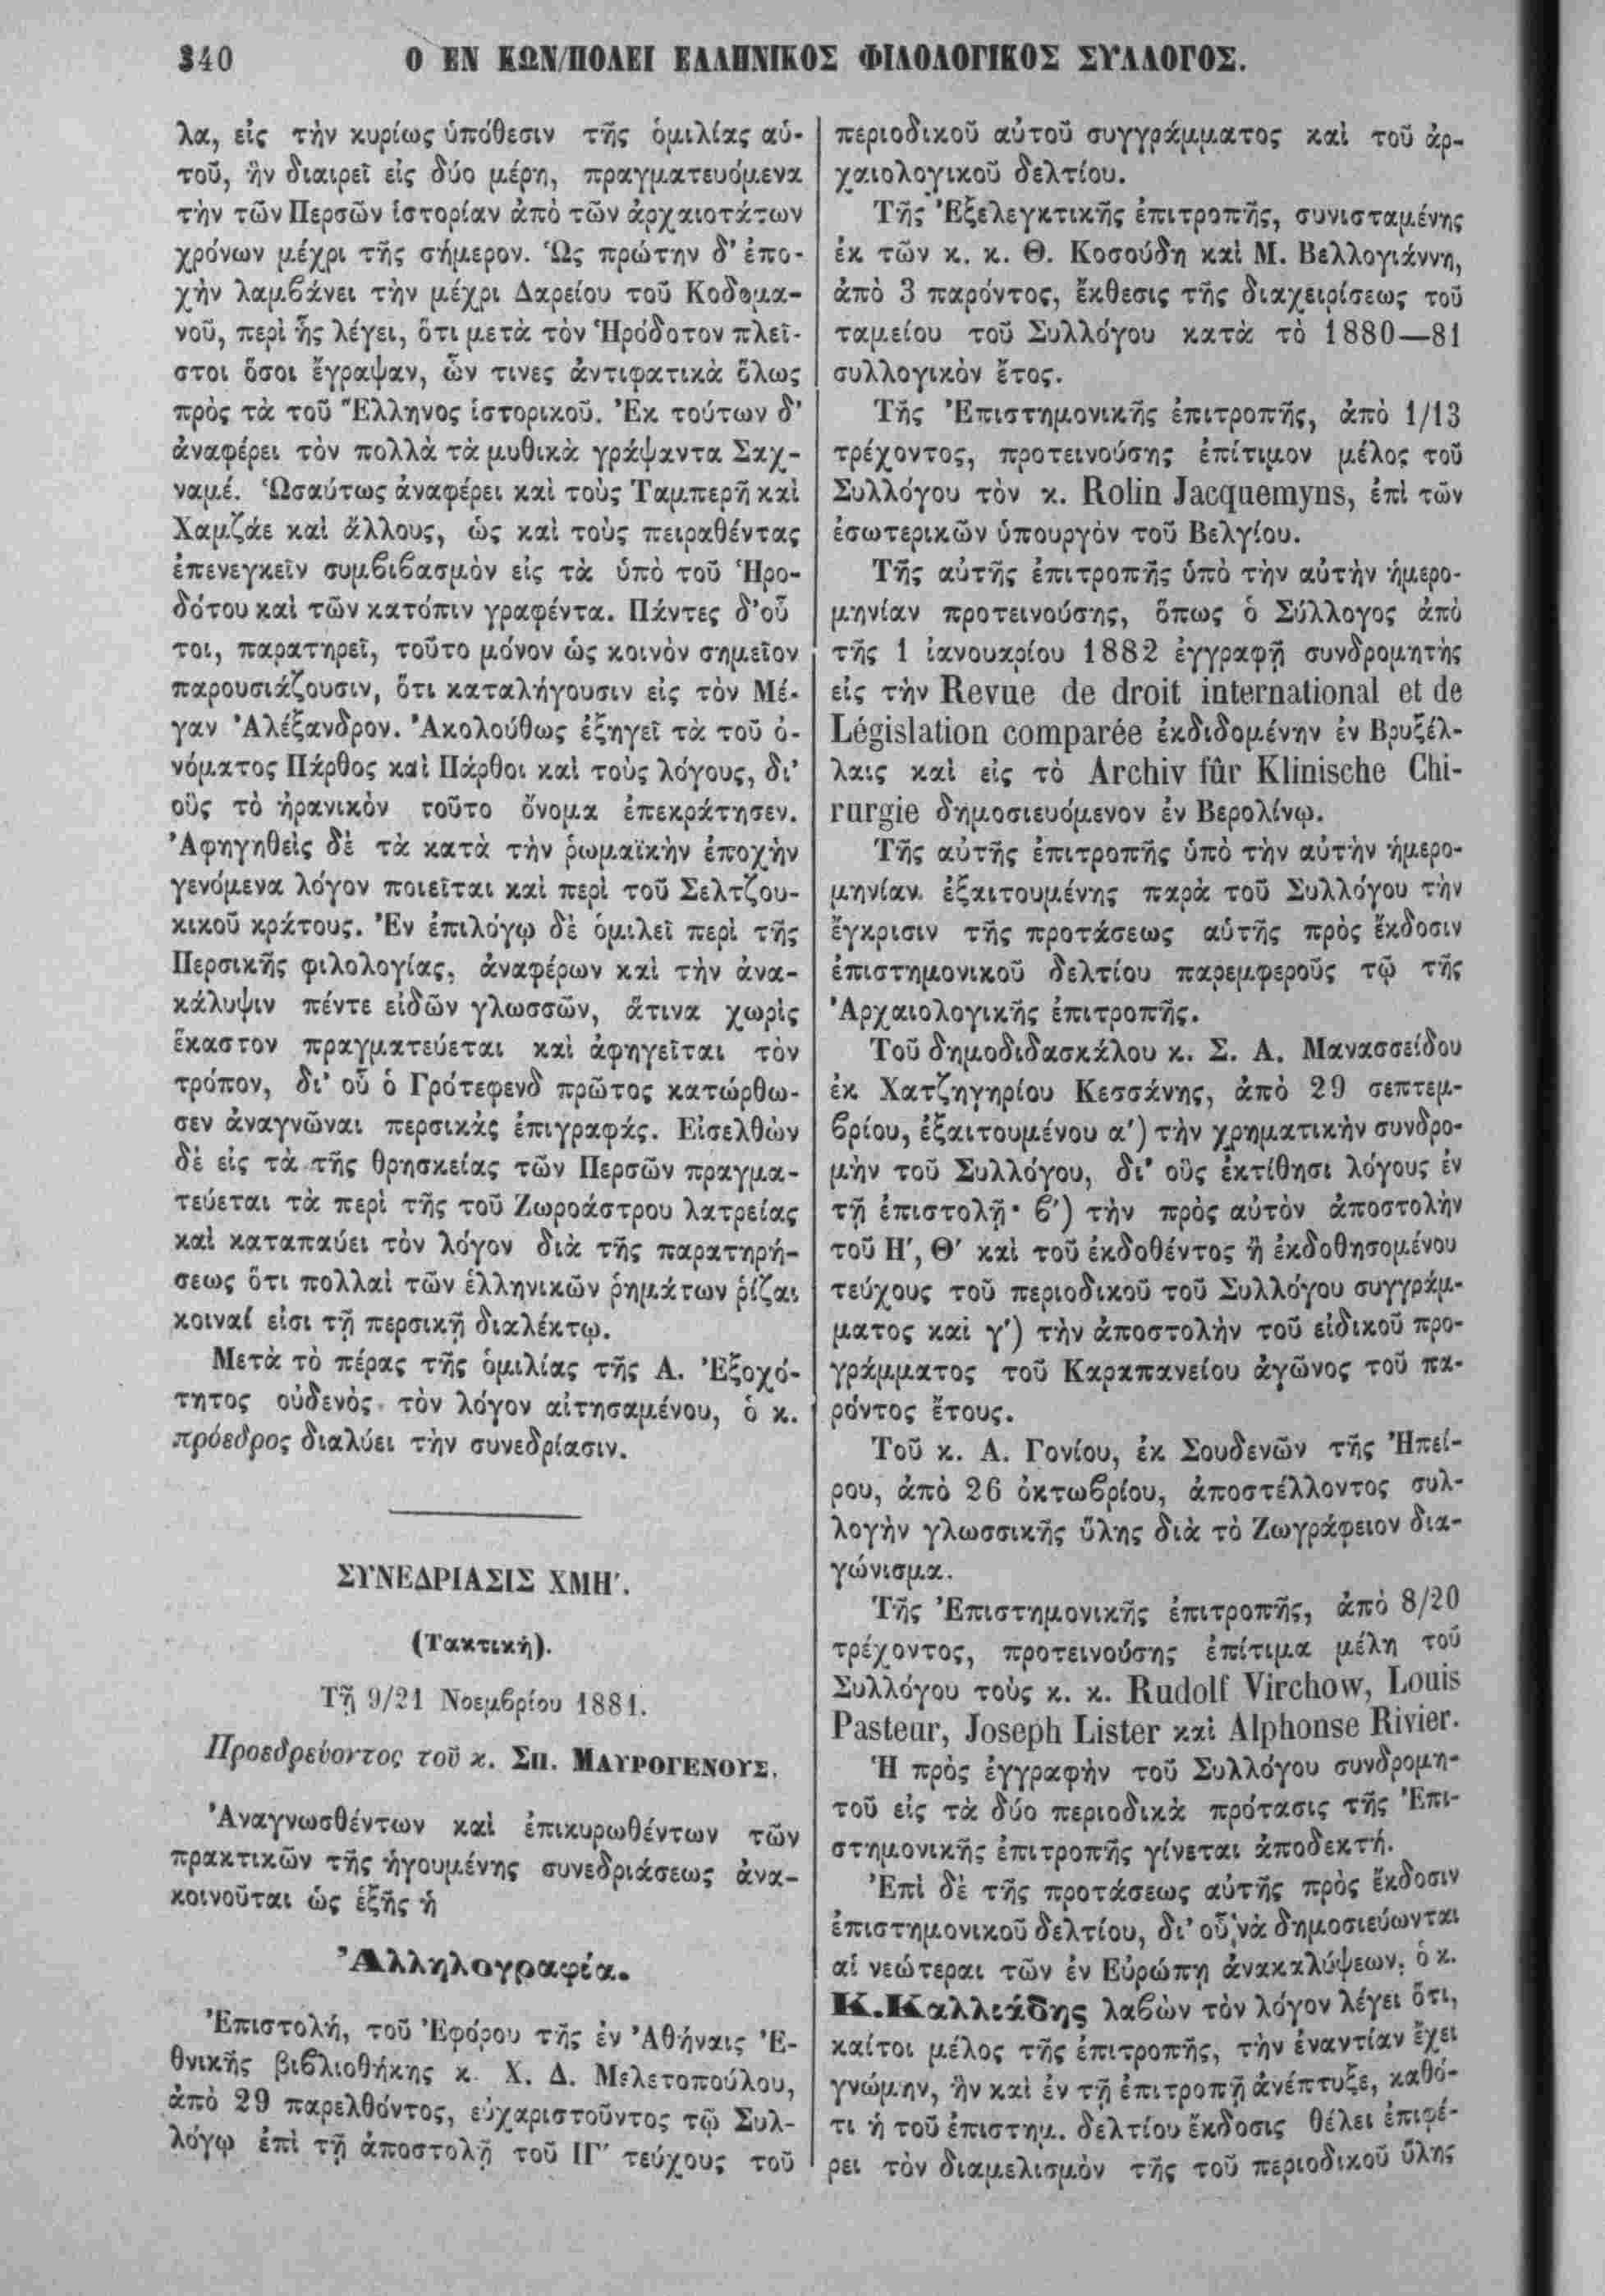 340
Ο ΕΝ ΚΩΝ/ΠΟΛΕΙ ΕΛΛΗΝΙΚΟΣ ΦΙΛΟΛΟΓΙΚΟΣ ΣΥΛΛΟΓΟΣ.
λα, εἰς τὴν κυρίως ὑπόθεσιν τῆς ὁμιλίας αὑ-
τοῦ, ἣν διαιρεῖ εἰς δύο μέρη, πραγματευόμενα
τὴν τῶν Περσῶν ἱστορίαν ἀπὸ τῶν ἀρχαιοτάτων
χρόνων μέχρι τῆς σήμερον. Ὡς πρώτην δ' ἐπο-
χὴν λαμβάνει τὴν μέχρι Δαρείου τοῦ Κοδομα-
νοῦ, περὶ ἧς λέγει, ὅτι μετὰ τὸν Ἡρόδοτον πλεῖ-
στοι ὅσοι ἔγραψαν, ὧν τινες ἀντιφατικὰ ὅλως
πρὸς τὰ τοῦ Ἕλληνος ἱστορικοῦ. Ἐκ τούτων δ'
ἀναφέρει τὸν πολλὰ τὰ μυθικὰ γράψαντα Σαχ-
ναμέ. Ὡσαύτως ἀναφέρει καὶ τοὺς Ταμπερῆ καὶ
Χαμζάε καὶ ἄλλους, ὡς καὶ τοὺς πειραθέντας
ἐπενεγκεῖν συμβιβασμὸν εἰς τὰ ὑπὸ τοῦ Ἡρο-
δότου καὶ τῶν κατόπιν γραφέντα. Πάντες δ' οὗ
τοι, παρατηρεῖ, τοῦτο μόνον ὡς κοινὸν σημεῖον
παρουσιάζουσιν, ὅτι καταλήγουσιν εἰς τὸν Μέ-
γαν Ἀλέξανδρον. Ἀκολούθως ἐξηγεῖ τὰ τοῦ ὀ-
νόματος Πάρθος καὶ Πάρθοι καὶ τοὺς λόγους, δι'
οὓς τὸ ἠρανικὸν τοῦτο ὄνομα ἐπεκράτησεν.
Ἀφηγηθεὶς δὲ τὰ κατὰ τὴν ῥωμαϊκὴν ἐποχὴν
γενόμενα λόγον ποιεῖται καὶ περὶ τοῦ Σελτζου-
κικοῦ κράτους. Ἐν ἐπιλόγῳ δὲ ὁμιλεῖ περὶ τῆς
Περσικῆς φιλολογίας, ἀναφέρων καὶ τὴν ἀνα-
κάλυψιν πέντε εἰδῶν γλωσσῶν, ἅτινα χωρὶς
ἕκαστον πραγματεύεται καὶ ἀφηγεῖται τὸν
τρόπον, δι' οὗ ὁ Γρότεφενδ πρῶτος κατώρθω-
σεν ἀναγνῶναι περσικὰς ἐπιγραφάς. Εἰσελθὼν
δὲ εἰς τὰ τῆς θρησκείας τῶν Περσῶν πραγμα-
τεύεται τὰ περὶ τῆς τοῦ Ζωροάστρου λατρείας
καὶ καταπαύει τὸν λόγον διὰ τῆς παρατηρή-
σεως ὅτι πολλαὶ τῶν ἑλληνικῶν ῥημάτων ῥίζαι
κοιναί εἰσι τῇ περσικῇ διαλέκτῳ.
Μετὰ τὸ πέρας τῆς ὁμιλίας τῆς Α. Ἐξοχό-
τητος οὐδενὸς τὸν λόγον αἰτησαμένου, ὁ κ.
πρόεδρος διαλύει τὴν συνεδρίασιν.
ΣΥΝΕΔΡΙΑΣΙΣ ΧΜΗ'.
(Τακτική).
Τῇ 9/21 Νοεμβρίου 1881.
Προεδρεύοντος τοῦ κ. Σπ. ΜΑΥΡΟΓΕΝΟΥΣ.
Ἀναγνωσθέντων καὶ ἐπικυρωθέντων τῶν
πρακτικῶν τῆς ἡγουμένης συνεδριάσεως ἀνα-
κοινοῦται ὡς ἑξῆς ἡ
Ἀλληλογραφία.
Ἐπιστολή, τοῦ Ἐφόρου τῆς ἐν Ἀθήναις Ἐ-
θνικῆς βιβλιοθήκης κ. Χ. Δ. Μελετοπούλου,
ἀπὸ 29 παρελθόντος, εὐχαριστοῦντος τῷ Συλ-
λόγῳ ἐπὶ τῇ ἀποστολῇ τοῦ ΙΓ' τεύχους τοῦ
περιοδικοῦ αὐτοῦ συγγράμματος καὶ τοῦ ἀρ-
χαιολογικοῦ δελτίου.
Τῆς Ἐξελεγκτικῆς ἐπιτροπῆς, συνισταμένης
ἐκ τῶν κ. κ. Θ. Κοσούδη καὶ Μ. Βελλογιάννη,
ἀπὸ 3 παρόντος, ἔκθεσις τῆς διαχειρίσεως τοῦ
ταμείου τοῦ Συλλόγου κατὰ τὸ 1880—81
συλλογικὸν ἔτος.
Τῆς Ἐπιστημονικῆς ἐπιτροπῆς, ἀπὸ 1/13
τρέχοντος, προτεινούσης ἐπίτιμον μέλος τοῦ
Συλλόγου τὸν κ. Rolin Jacquemyns, ἐπὶ τῶν
ἐσωτερικῶν ὑπουργὸν τοῦ Βελγίου.
Τῆς αὐτῆς ἐπιτροπῆς ὑπὸ τὴν αὐτὴν ἡμερο-
μηνίαν προτεινούσης, ὅπως ὁ Σύλλογος ἀπὸ
τῆς 1 ἰανουαρίου 1882 ἐγγραφῇ συνδρομητὴς
εἰς τὴν Revue de droit international et de
Législation comparée ἐκδιδομένην ἐν Βρυξέλ-
λαις καὶ εἰς τὸ Archiv fûr Klinische Chi-
rurgie δημοσιευόμενον ἐν Βερολίνῳ.
Τῆς αὐτῆς ἐπιτροπῆς ὑπὸ τὴν αὐτὴν ἡμερο-
μηνίαν ἐξαιτουμένης παρὰ τοῦ Συλλόγου τὴν
ἔγκρισιν τῆς προτάσεως αὑτῆς πρὸς ἔκδοσιν
ἐπιστημονικοῦ δελτίου παρεμφεροῦς τῷ τῆς
Ἀρχαιολογικῆς ἐπιτροπῆς.
Τοῦ δημοδιδασκάλου κ. Σ. Α. Μανασσείδου
ἐκ Χατζηγηρίου Κεσσάνης, ἀπὸ 29 σεπτεμ-
βρίου, ἐξαιτουμένου α') τὴν χρηματικὴν συνδρο-
μὴν τοῦ Συλλόγου, δι' οὓς ἐκτίθησι λόγους ἐν
τῇ ἐπιστολῇ· β') τὴν πρὸς αὐτὸν ἀποστολὴν
τοῦ Η', Θ' καὶ τοῦ ἐκδοθέντος ἢ ἐκδοθησομένου
τεύχους τοῦ περιοδικοῦ τοῦ Συλλόγου συγγράμ-
ματος καὶ γ') τὴν ἀποστολὴν τοῦ εἰδικοῦ προ-
γράμματος τοῦ Καραπανείου ἀγῶνος τοῦ πα-
ρόντος ἔτους.
Τοῦ κ. Α. Γονίου, ἐκ Σουδενῶν τῆς Ἠπεί-
ρου, ἀπὸ 26 ὀκτωβρίου, ἀποστέλλοντος συλ-
λογὴν γλωσσικῆς ὕλης διὰ τὸ Ζωγράφειον δια-
γώνισμα.
Τῆς Ἐπιστημονικῆς ἐπιτροπῆς, ἀπὸ 8/20
τρέχοντος, προτεινούσης ἐπίτιμα μέλη τοῦ
Συλλόγου τοὺς κ. κ. Rudolf Virchow, Louis
Pasteur, Joseph Lister καὶ Alphonse Rivier.
Ἡ πρὸς ἐγγραφὴν τοῦ Συλλόγου συνδρομη-
τοῦ εἰς τὰ δύο περιοδικὰ πρότασις τῆς Ἐπι-
στημονικῆς ἐπιτροπῆς γίνεται ἀποδεκτή.
Ἐπὶ δὲ τῆς προτάσεως αὐτῆς πρὸς ἔκδοσιν
ἐπιστημονικοῦ δελτίου, δι' οὗ νὰ δημοσιεύωνται
αἱ νεώτεραι τῶν ἐν Εὐρώπῃ ἀνακαλύψεων, ὁ κ.
Κ. Καλλιάδης λαβὼν τὸν λόγον λέγει ὅτι,
καίτοι μέλος τῆς ἐπιτροπῆς, τὴν ἐναντίαν ἔχει
γνώμην, ἣν καὶ ἐν τῇ ἐπιτροπῇ ἀνέπτυξε, καθό-
τι ἡ τοῦ ἐπιστημ. δελτίου ἔκδοσις θέλει ἐπιφέ-
ρει τὸν διαμελισμὸν τῆς τοῦ περιοδικοῦ ὕλης